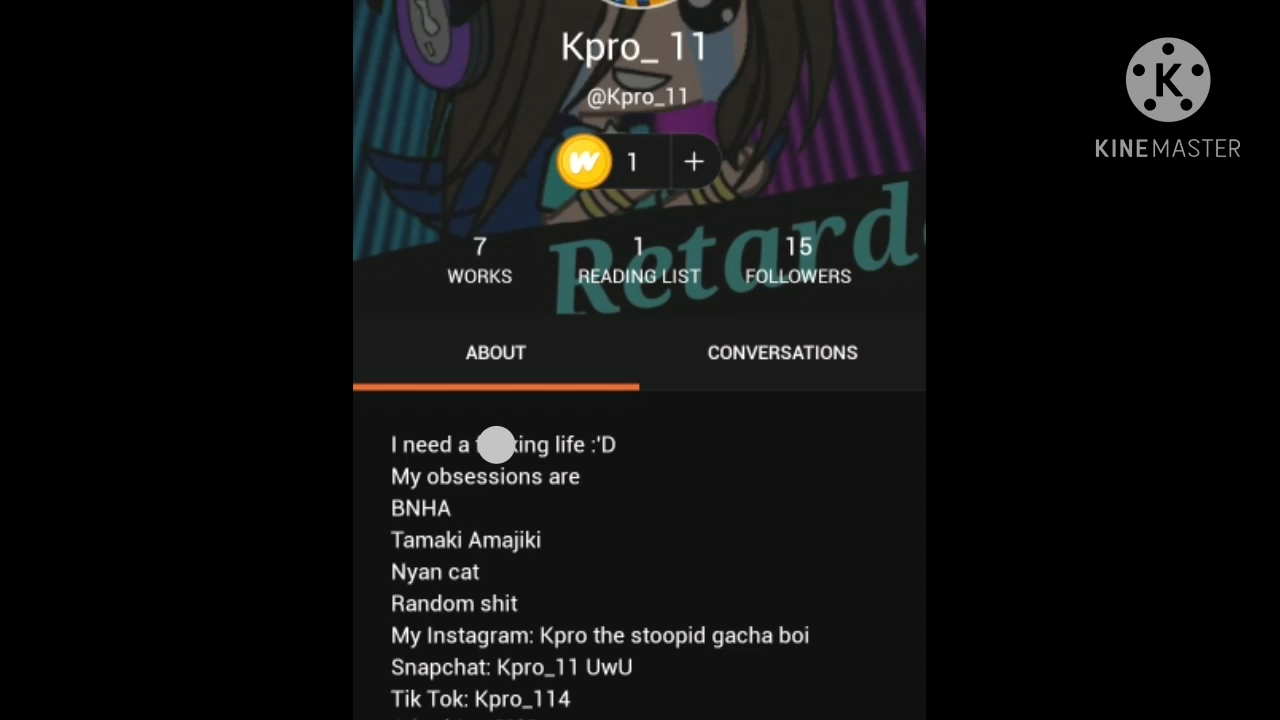 Kpro_ 11
@Kpro_11
1 +
7 1 15
WORKS READING LIST FOLLOWERS
Retard
ABOUT CONVERSATIONS
I need a king life :'D
My obsessions are
BNHA
Tamaki Amajiki
Nyan cat
Random shit
My Instagram: Kpro the stoopid gacha boi
Snapchat: Kpro_11 UwU
Tik Tok: Kpro_114
K
KINEMASTER